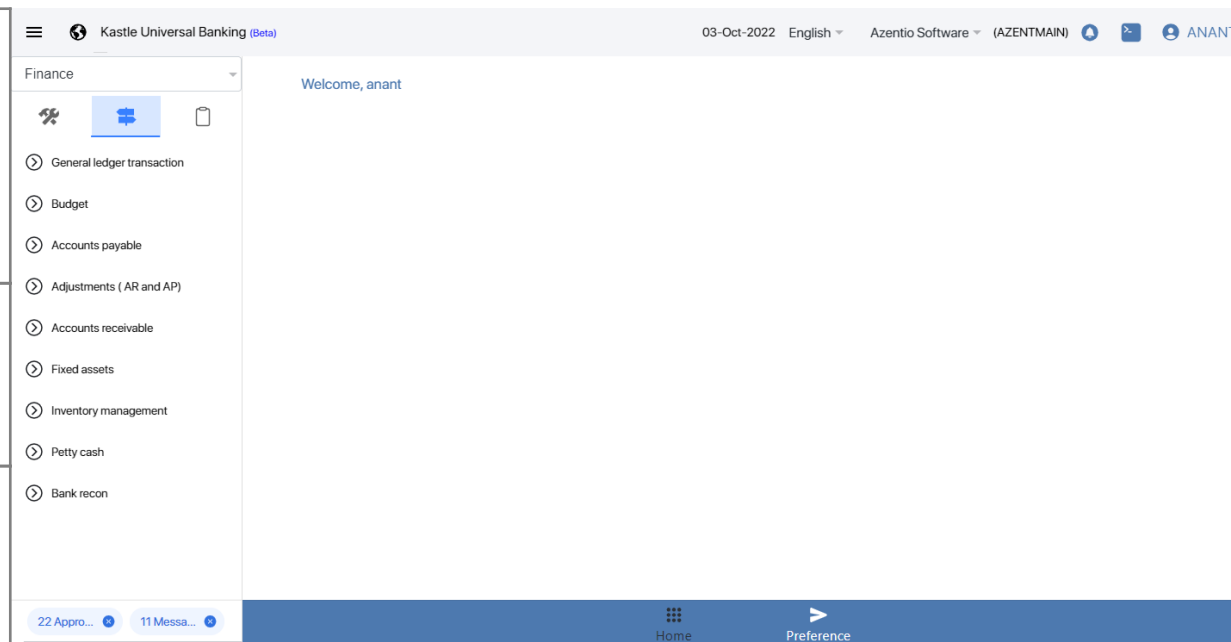 Kastle Universal Banking (Beta)
03-Oct-2022 English Azentio Software (AZENTMAIN) ANANT
Finance
Welcome, anant
General ledger transaction
Budget
Accounts payable
Adjustments ( AR and AP)
Accounts receivable
Fixed assets
Inventory management
Petty cash
Bank recon
22 Appro... 11 Messa...
Home Preference